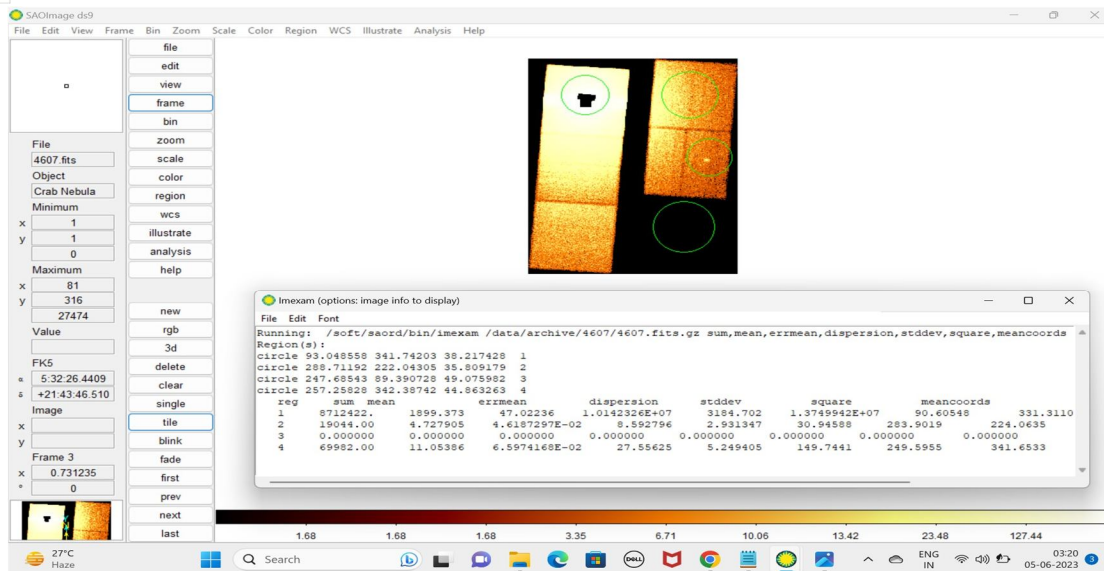 SAOImage ds9
File Edit View Frame Bin Zoom Scale Color Region WCS Illustrate Analysis Help
file
edit
view
frame
bin
zoom
scale
color
region
wcs
illustrate
analysis
help
new
rgb
3d
delete
clear
single
tile
blink
fade
first
prev
next
last
File
4607.fits
Object
Crab Nebula
Minimum
x 1
y 1
0
Maximum
x 81
y 316
27474
Value
FK5
α 5:32:26.4409
δ +21:43:46.510
Image
x
y
Frame 3
x 0.731235
° 0
Imexam (options: image info to display)
File Edit Font
Running: /soft/saord/bin/imexam /data/archive/4607/4607.fits.gz sum,mean,errmean,dispersion,stddev,square,meancoords
Region(s):
circle 93.048558 341.74203 38.217428 1
circle 288.71192 222.04305 35.809179 2
circle 247.68543 89.390728 49.075982 3
circle 257.25828 342.38742 44.863263 4
reg sum mean errmean dispersion stddev square meancoords
1 8712422. 1899.373 47.02236 1.0142326E+07 3184.702 1.3749942E+07 90.60548 331.3110
2 19044.00 4.727905 4.6187297E-02 8.592796 2.931347 30.94588 283.9019 224.0635
3 0.000000 0.000000 0.000000 0.000000 0.000000 0.000000 0.000000 0.000000
4 69982.00 11.05386 6.5974168E-02 27.55625 5.249405 149.7441 249.5955 341.6533
1.68 1.68 1.68 3.35 6.71 10.06 13.42 23.48 127.44
27°C
Haze
Search
DELL
ENG
IN
03:20
05-06-2023
3